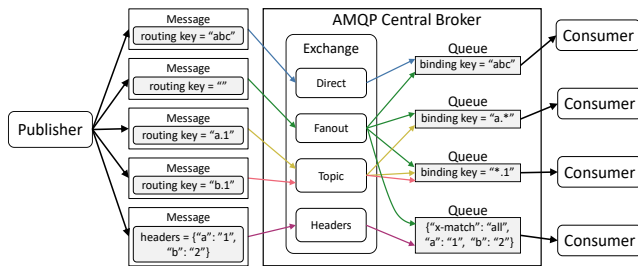 AMQP Central Broker
Publisher
Message
routing key = “abc”
Message
routing key = “”
Message
routing key = “a.1”
Message
routing key = “b.1”
Message
headers = {“a”: “1”,
“b”: “2”}
Exchange
Direct
Fanout
Topic
Headers
Queue
binding key = “abc”
Queue
binding key = “a.*”
Queue
binding key = “*.1”
Queue
{“x-match”: “all”,
“a”: “1”, “b”: “2”}
Consumer
Consumer
Consumer
Consumer